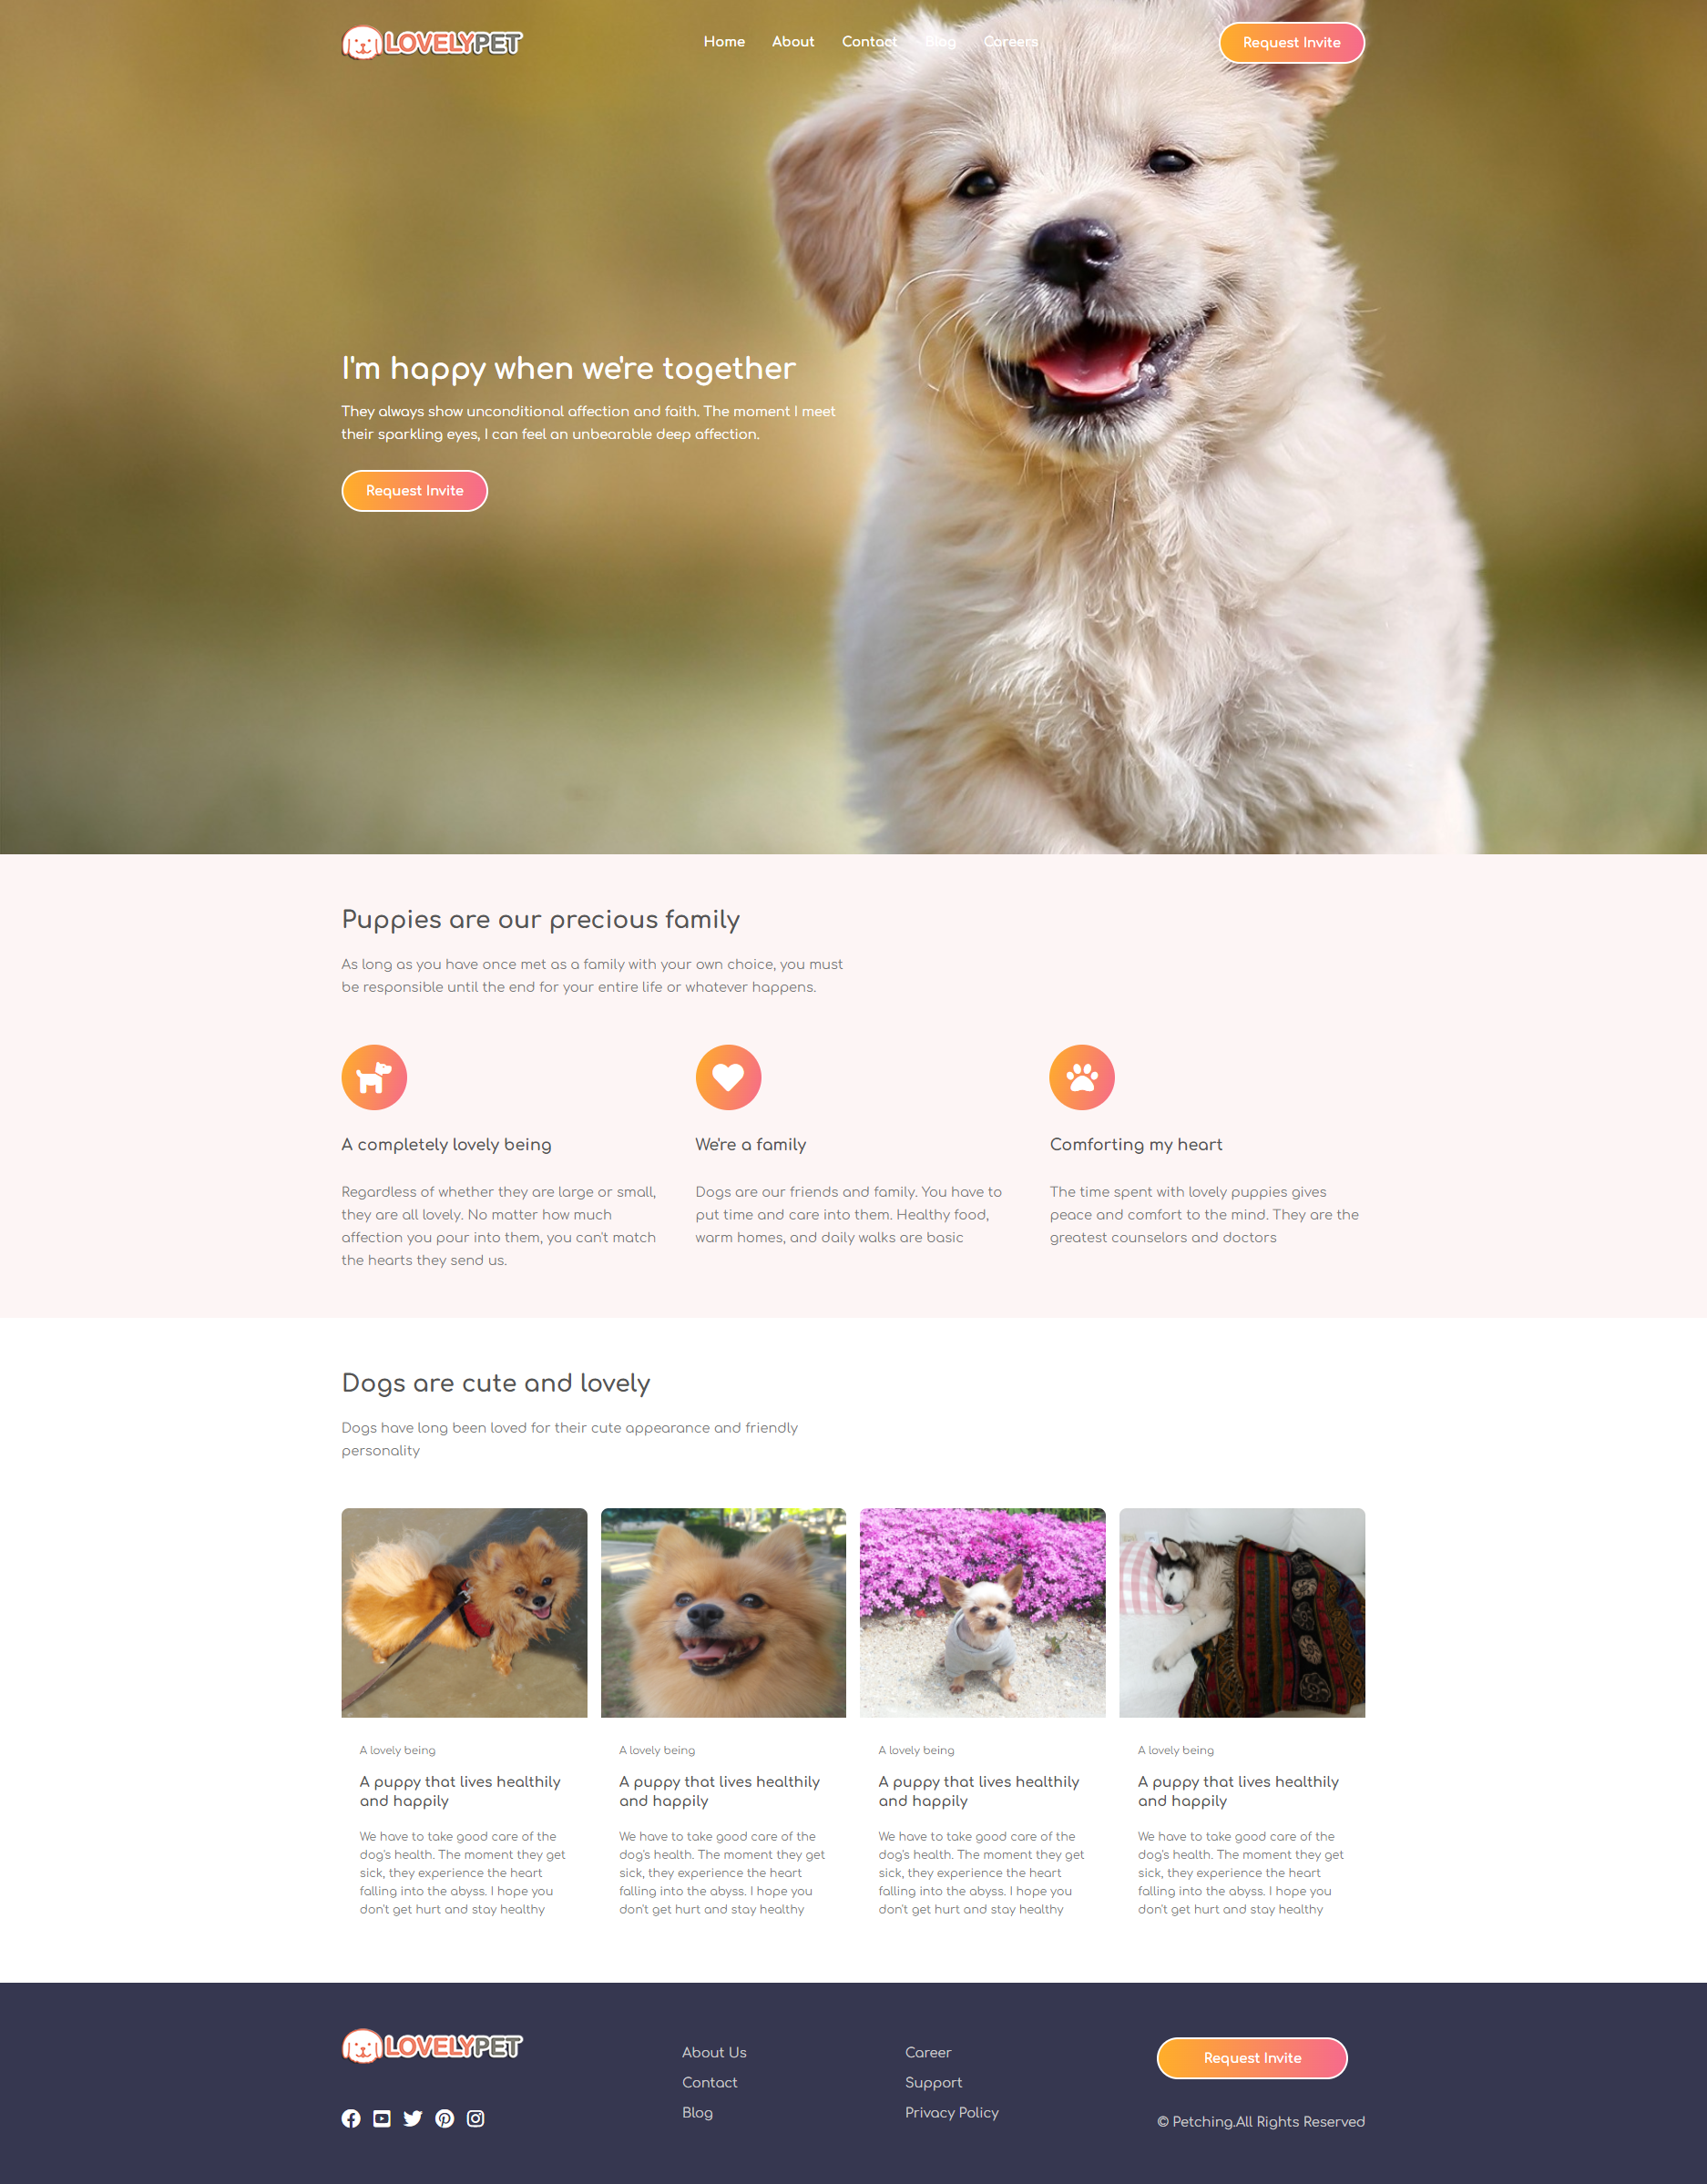 LOVELYPET
Home
About
Contact
Blog
Careers
Request Invite
I'm happy when we're together
They always show unconditional affection and faith. The moment I meet
their sparkling eyes, I can feel an unbearable deep affection.
Request Invite
Puppies are our precious family
As long as you have once met as a family with your own choice, you must
be responsible until the end for your entire life or whatever happens.
A completely lovely being
Regardless of whether they are large or small,
they are all lovely. No matter how much
affection you pour into them, you can't match
the hearts they send us.
We're a family
Dogs are our friends and family. You have to
put time and care into them. Healthy food,
warm homes, and daily walks are basic
Comforting my heart
The time spent with lovely puppies gives
peace and comfort to the mind. They are the
greatest counselors and doctors
Dogs are cute and lovely
Dogs have long been loved for their cute appearance and friendly
personality
A lovely being
A puppy that lives healthily
and happily
We have to take good care of the
dog's health. The moment they get
sick, they experience the heart
falling into the abyss. I hope you
don't get hurt and stay healthy
A lovely being
A puppy that lives healthily
and happily
We have to take good care of the
dog's health. The moment they get
sick, they experience the heart
falling into the abyss. I hope you
don't get hurt and stay healthy
A lovely being
A puppy that lives healthily
and happily
We have to take good care of the
dog's health. The moment they get
sick, they experience the heart
falling into the abyss. I hope you
don't get hurt and stay healthy
A lovely being
A puppy that lives healthily
and happily
We have to take good care of the
dog's health. The moment they get
sick, they experience the heart
falling into the abyss. I hope you
don't get hurt and stay healthy
LOVELYPET
About Us
Contact
Blog
Career
Support
Privacy Policy
Request Invite
© Petching.All Rights Reserved